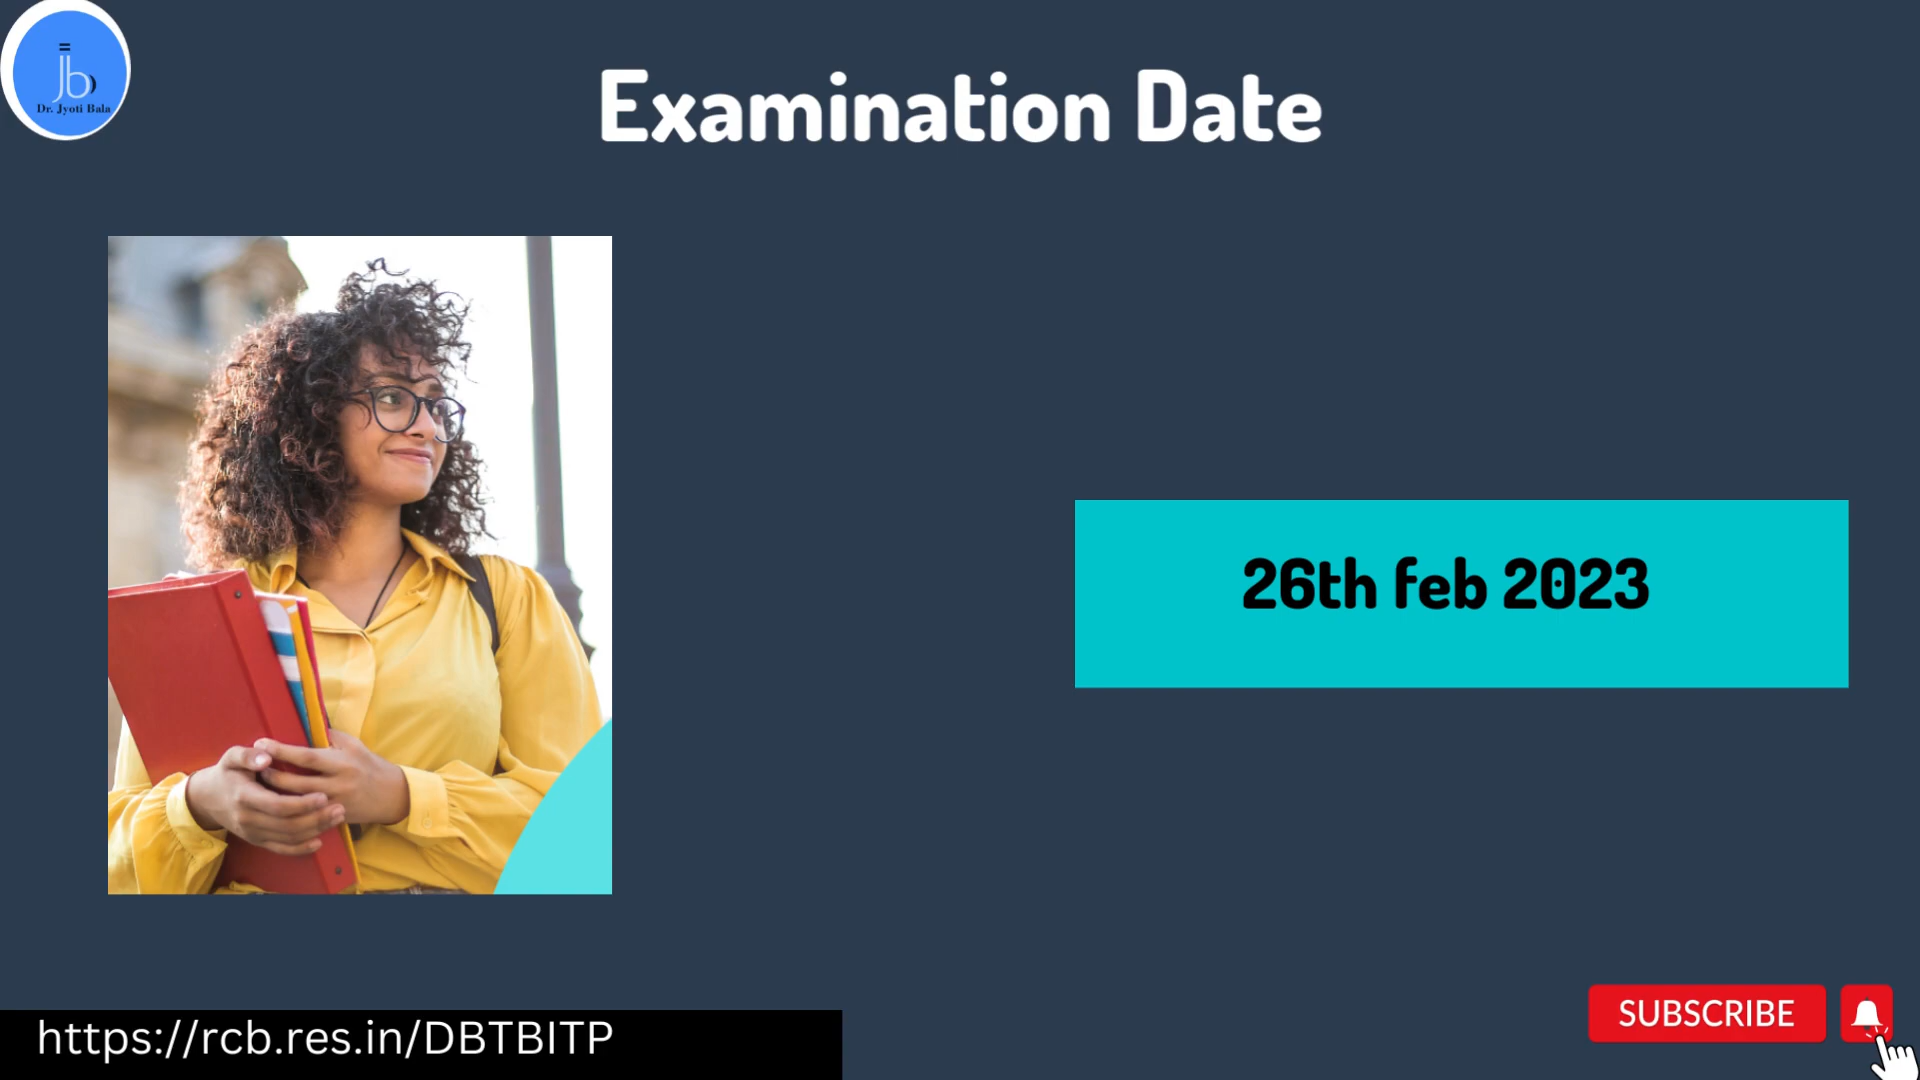 Dr. Jyoti Bala
Examination Date
26th feb 2023
https://rcb.res.in/DBTBITP
SUBSCRIBE